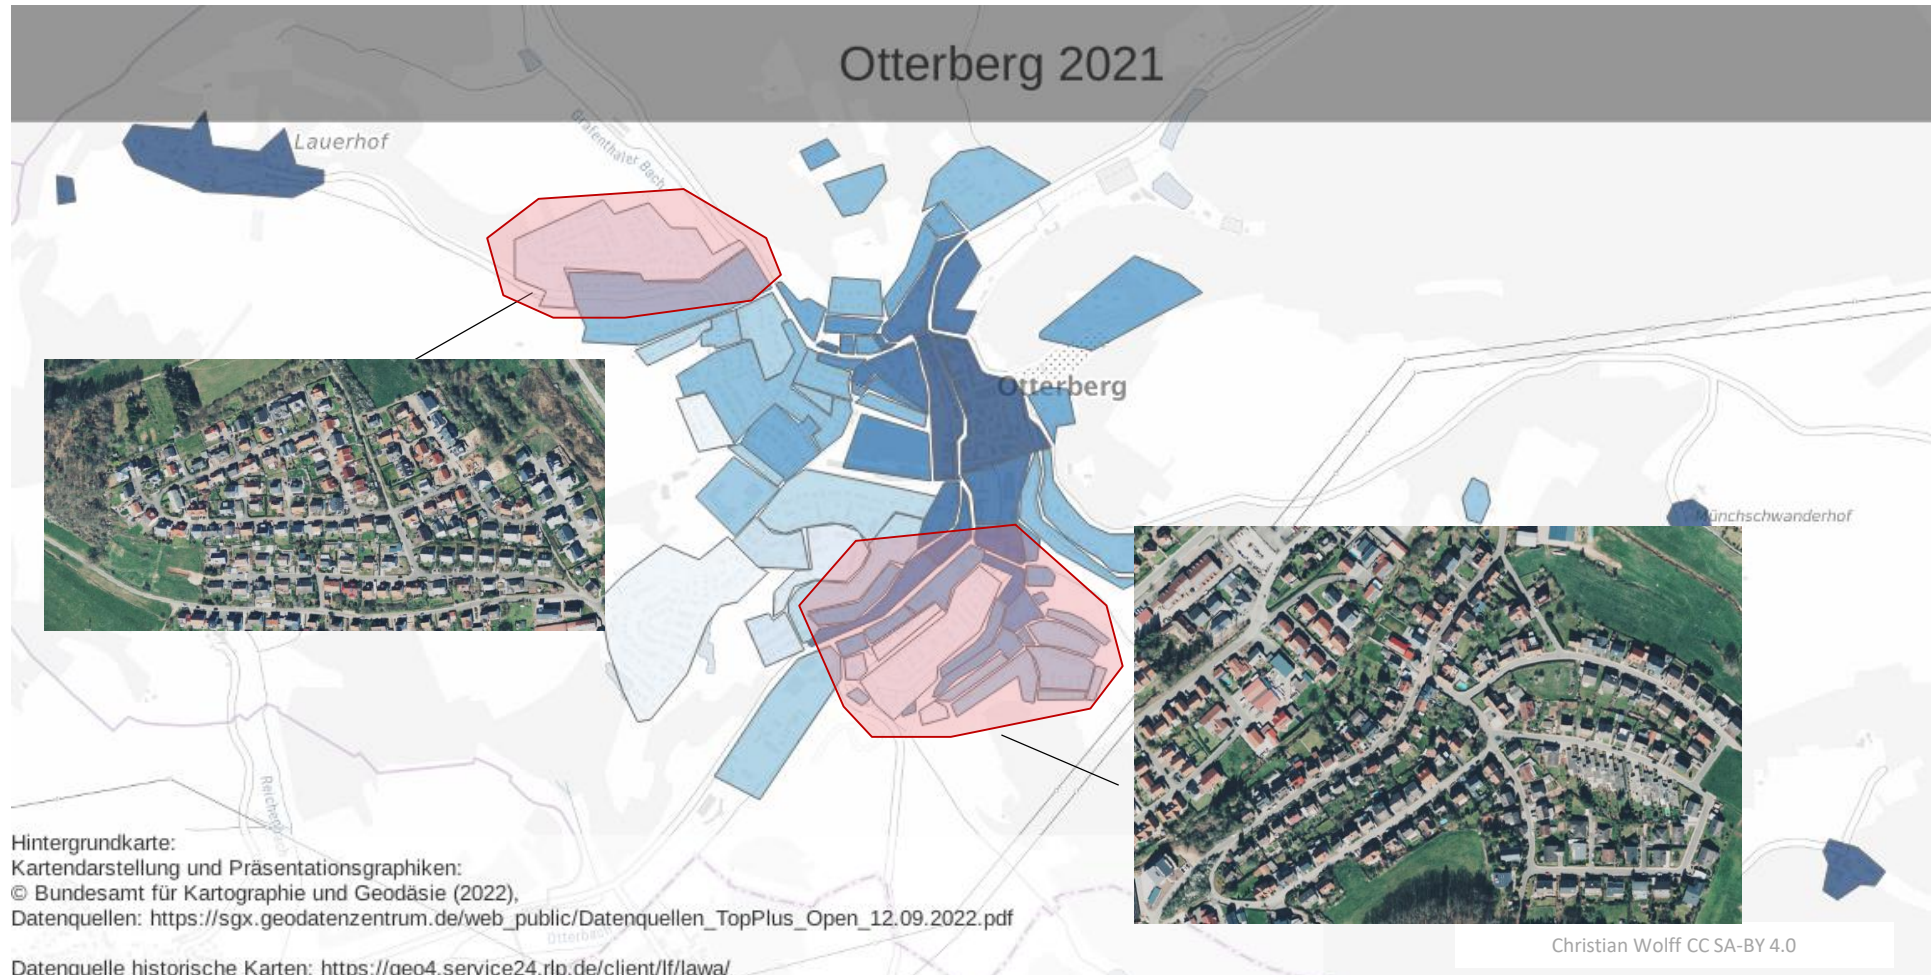 Otterberg 2021
Lauerhof
Gräfenthaler Bach
Otterberg
Münchschwanderhof
Reichenbach
Hintergrundkarte:
Kartendarstellung und Präsentationsgraphiken:
© Bundesamt für Kartographie und Geodäsie (2022),
Datenquellen: https://sgx.geodatenzentrum.de/web_public/Datenquellen_TopPlus_Open_12.09.2022.pdf
Otterbach
Christian Wolff CC SA-BY 4.0
Datenquelle historische Karten: https://geo4.service24.rlp.de/client/lf/lawa/